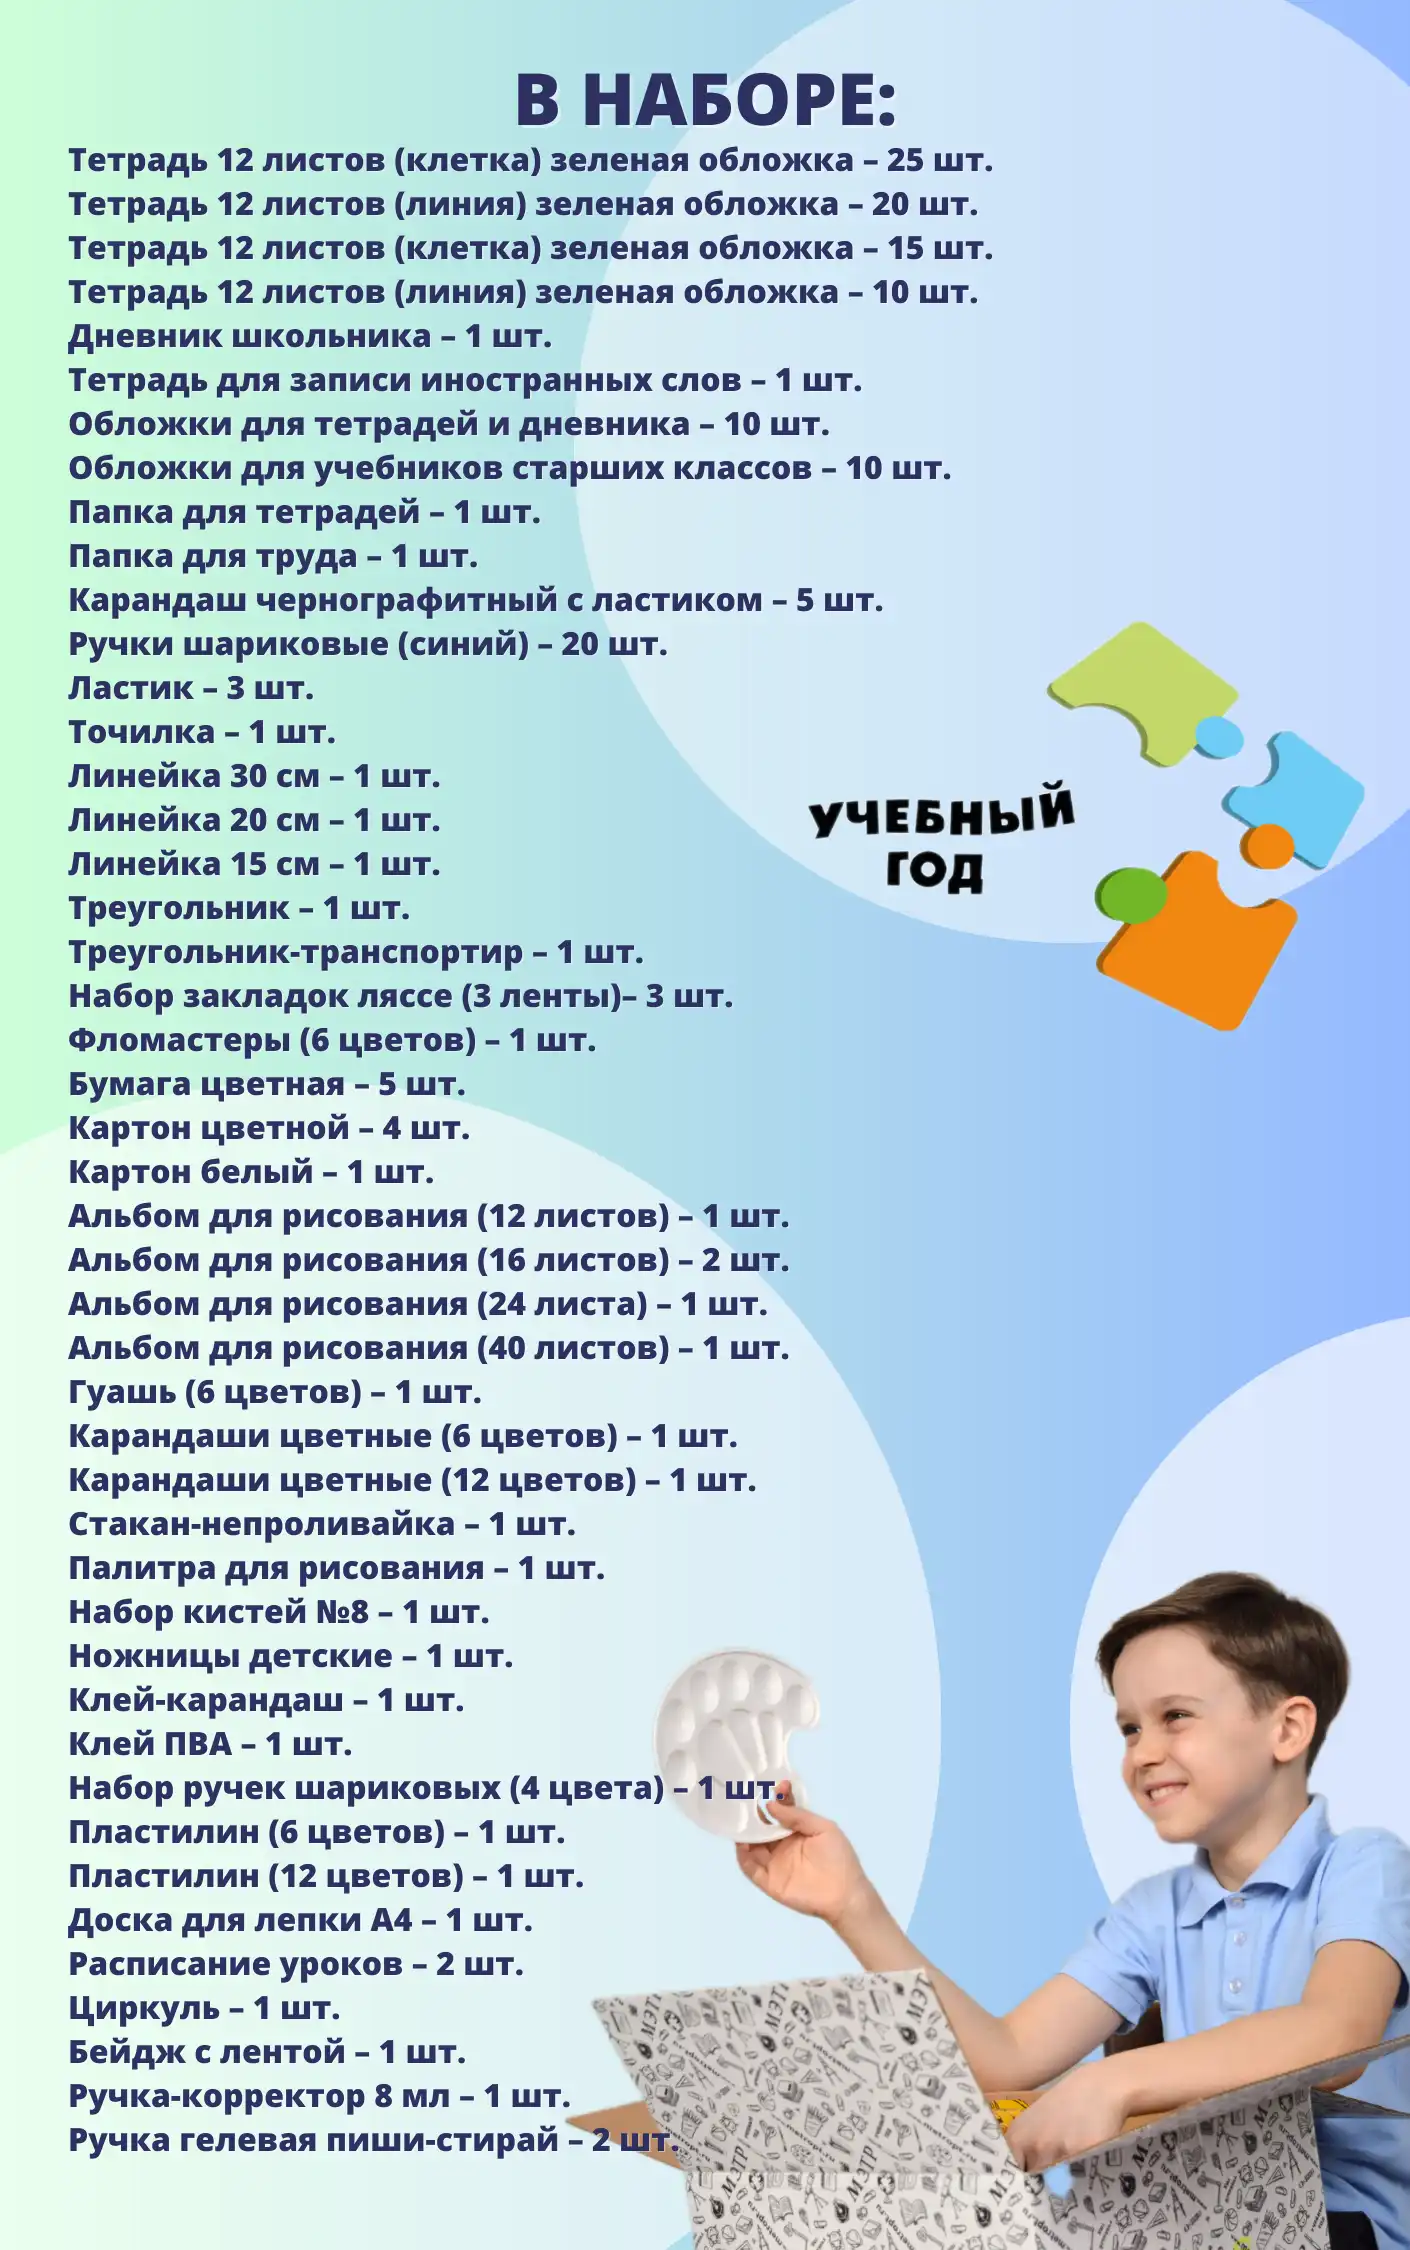 В НАБОРЕ:
Тетрадь 12 листов (клетка) зеленая обложка – 25 шт.
Тетрадь 12 листов (линия) зеленая обложка – 20 шт.
Тетрадь 12 листов (клетка) зеленая обложка – 15 шт.
Тетрадь 12 листов (линия) зеленая обложка – 10 шт.
Дневник школьника – 1 шт.
Тетрадь для записи иностранных слов – 1 шт.
Обложки для тетрадей и дневника – 10 шт.
Обложки для учебников старших классов – 10 шт.
Папка для тетрадей – 1 шт.
Папка для труда – 1 шт.
Карандаш чернографитный с ластиком – 5 шт.
Ручки шариковые (синий) – 20 шт.
Ластик – 3 шт.
Точилка – 1 шт.
Линейка 30 см – 1 шт.
Линейка 20 см – 1 шт.
Линейка 15 см – 1 шт.
УЧЕБНЫЙ
ГОД
Треугольник – 1 шт.
Треугольник-транспортир – 1 шт.
Набор закладок ляссе (3 ленты)– 3 шт.
Фломастеры (6 цветов) – 1 шт.
Бумага цветная – 5 шт.
Картон цветной – 4 шт.
Картон белый – 1 шт.
Альбом для рисования (12 листов) – 1 шт.
Альбом для рисования (16 листов) – 2 шт.
Альбом для рисования (24 листа) – 1 шт.
Альбом для рисования (40 листов) – 1 шт.
Гуашь (6 цветов) – 1 шт.
Карандаши цветные (6 цветов) – 1 шт.
Карандаши цветные (12 цветов) – 1 шт.
Стакан-непроливайка – 1 шт.
Палитра для рисования – 1 шт.
Набор кистей №8 – 1 шт.
Ножницы детские – 1 шт.
Клей-карандаш – 1 шт.
Клей ПВА – 1 шт.
Набор ручек шариковых (4 цвета) – 1 шт.
Пластилин (6 цветов) – 1 шт.
Пластилин (12 цветов) – 1 шт.
Доска для лепки А4 – 1 шт.
Расписание уроков – 2 шт.
Циркуль – 1 шт.
Бейдж с лентой – 1 шт.
Ручка-корректор 8 мл – 1 шт.
Ручка гелевая пиши-стирай – 2 шт.
МЭТР
МЭТР
МЭТР
МЭТР